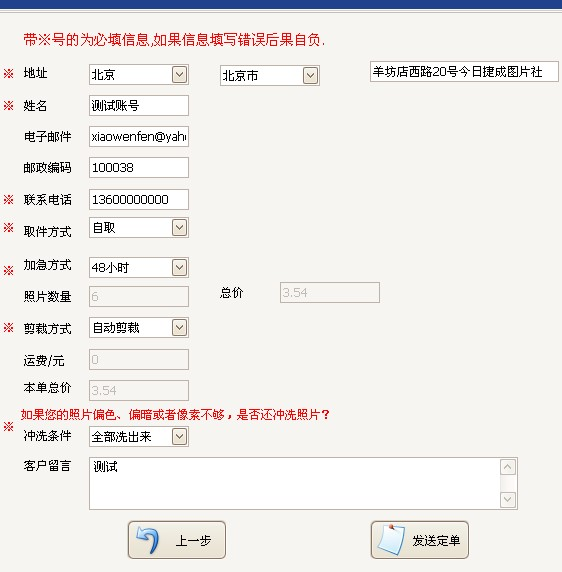 带※号的为必填信息,如果信息填写错误后果自负.
※ 地址 北京 北京市 羊坊店西路20号今日捷成图片社
※ 姓名 测试账号
电子邮件 xiaowenfen@yah
邮政编码 100038
※ 联系电话 13600000000
※ 取件方式 自取
※ 加急方式 48小时
照片数量 6 总价 3.54
※ 剪裁方式 自动剪裁
运费/元 0
本单总价 3.54
如果您的照片偏色、偏暗或者像素不够，是否还冲洗照片？
※ 冲洗条件 全部洗出来
客户留言 测试
上一步 发送定单